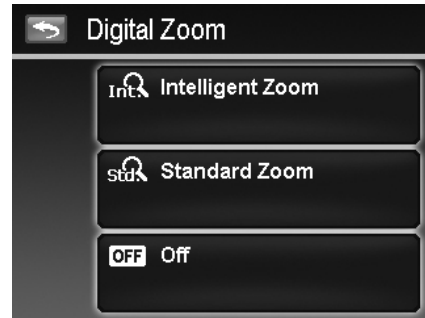 Digital Zoom
Int. Intelligent Zoom
Std. Standard Zoom
OFF Off